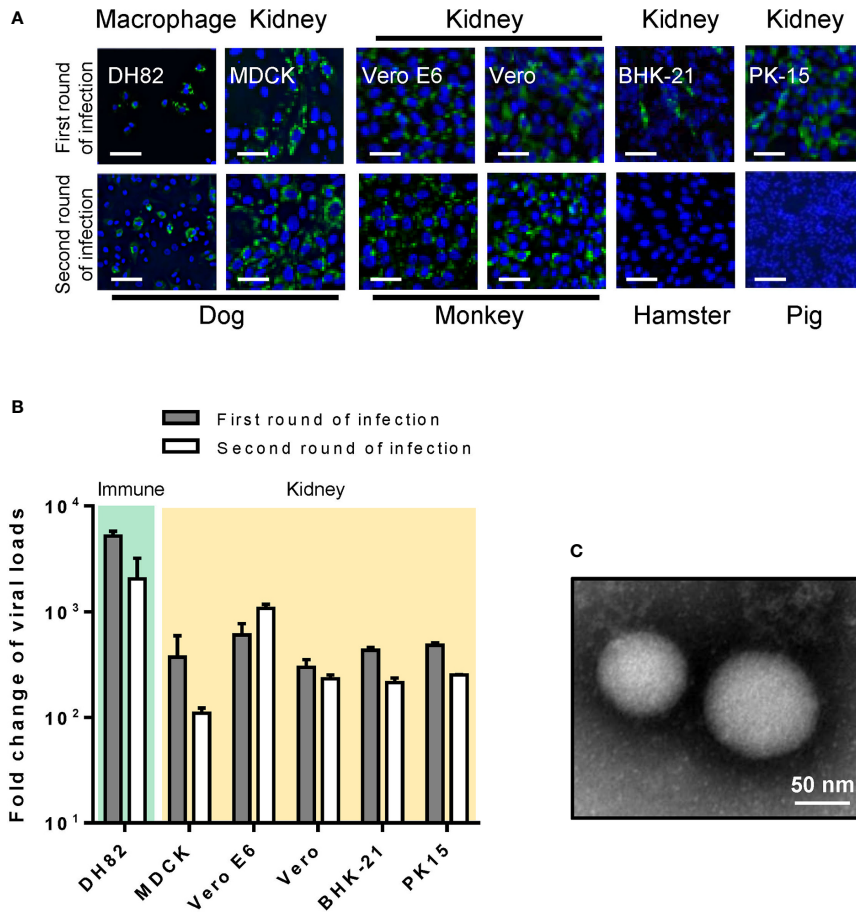 A
Macrophage Kidney Kidney Kidney Kidney
First round of infection
DH82 MDCK Vero E6 Vero BHK-21 PK-15
Second round of infection
Dog Monkey Hamster Pig
B
First round of infection
Second round of infection
Immune Kidney
Fold change of viral loads
10^4
10^3
10^2
10^1
DH82 MDCK Vero E6 Vero BHK-21 PK15
C
50 nm